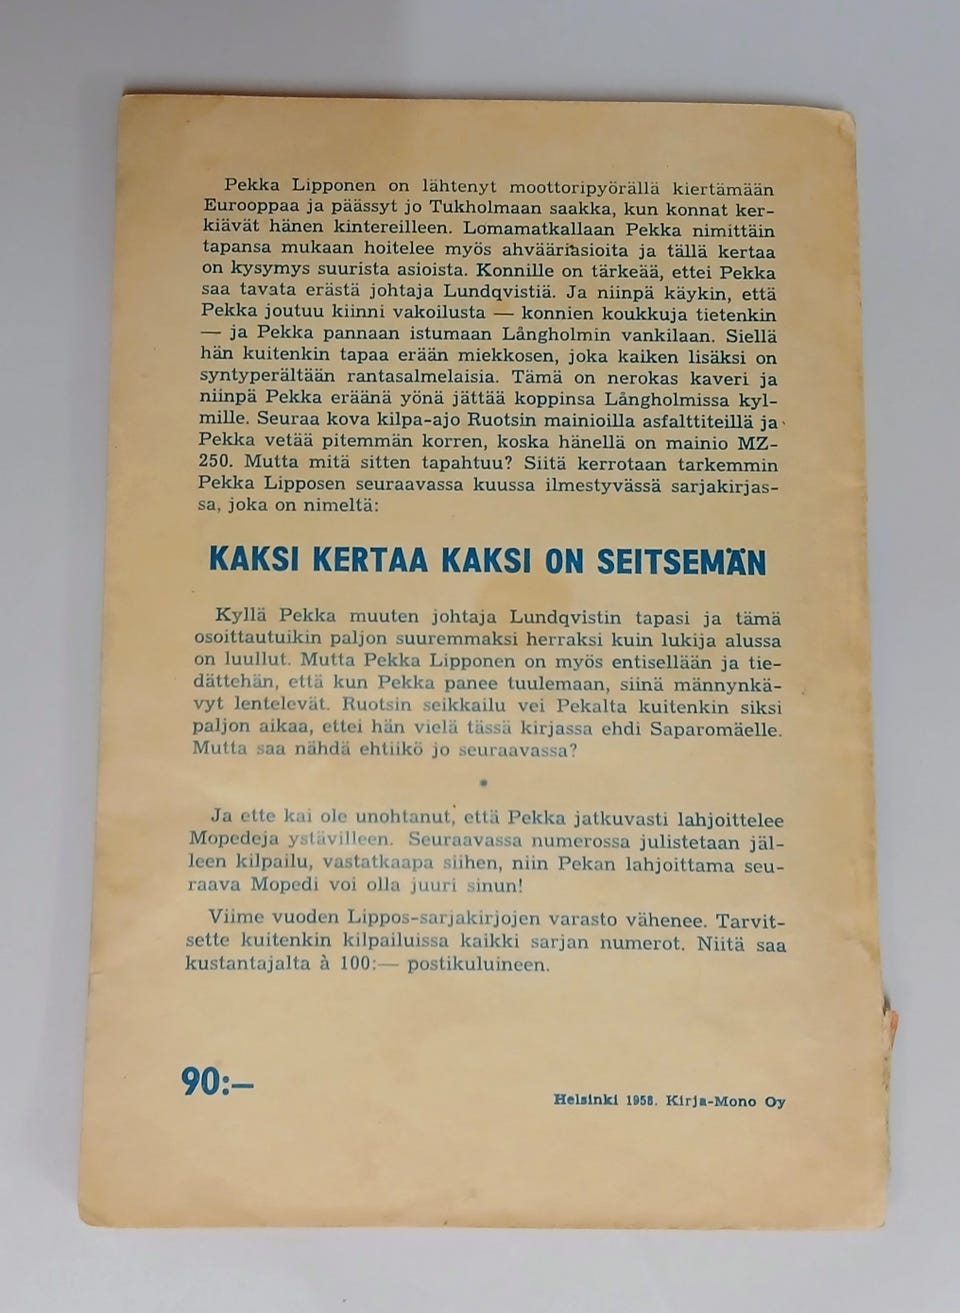 Pekka Lipponen on lähtenyt moottoripyörällä kiertämään
Eurooppaa ja päässyt jo Tukholmaan saakka, kun konnat ker-
kiävät hänen kintereilleen. Lomamatkallaan Pekka nimittäin
tapansa mukaan hoitelee myös ahvääriasioita ja tällä kertaa
on kysymys suurista asioista. Konnille on tärkeää, ettei Pekka
saa tavata erästä johtaja Lundqvistiä. Ja niinpä käykin, että
Pekka joutuu kiinni vakoilusta — konnien koukkuja tietenkin
— ja Pekka pannaan istumaan Långholmin vankilaan. Siellä
hän kuitenkin tapaa erään miekkosen, joka kaiken lisäksi on
syntyperältään rantasalmelaisia. Tämä on nerokas kaveri ja
niinpä Pekka eräänä yönä jättää koppinsa Långholmissa kyl-
mille. Seuraa kova kilpa-ajo Ruotsin mainioilla asfalttiteillä ja
Pekka vetää pitemmän korren, koska hänellä on mainio MZ-
250. Mutta mitä sitten tapahtuu? Siitä kerrotaan tarkemmin
Pekka Lipposen seuraavassa kuussa ilmestyvässä sarjakirjas-
sa, joka on nimeltä:
KAKSI KERTAA KAKSI ON SEITSEMÄN
Kyllä Pekka muuten johtaja Lundqvistin tapasi ja tämä
osoittautuikin paljon suuremmaksi herraksi kuin lukija alussa
on luullut. Mutta Pekka Lipponen on myös entisellään ja tie-
dättehän, että kun Pekka panee tuulemaan, siinä männynkä-
vyt lentelevät. Ruotsin seikkailu vei Pekalta kuitenkin siksi
paljon aikaa, ettei hän vielä tässä kirjassa ehdi Saparomäelle.
Mutta saa nähdä ehtiikö jo seuraavassa?
*
Ja ette kai ole unohtanut, että Pekka jatkuvasti lahjoittelee
Mopedeja ystävilleen. Seuraavassa numerossa julistetaan jäl-
leen kilpailu, vastatkaapa siihen, niin Pekan lahjoittama seu-
raava Mopedi voi olla juuri sinun!
Viime vuoden Lippos-sarjakirjojen varasto vähenee. Tarvit-
sette kuitenkin kilpailuissa kaikki sarjan numerot. Niitä saa
kustantajalta à 100:— postikuluineen.
90:—
Helsinki 1958. Kirja-Mono Oy